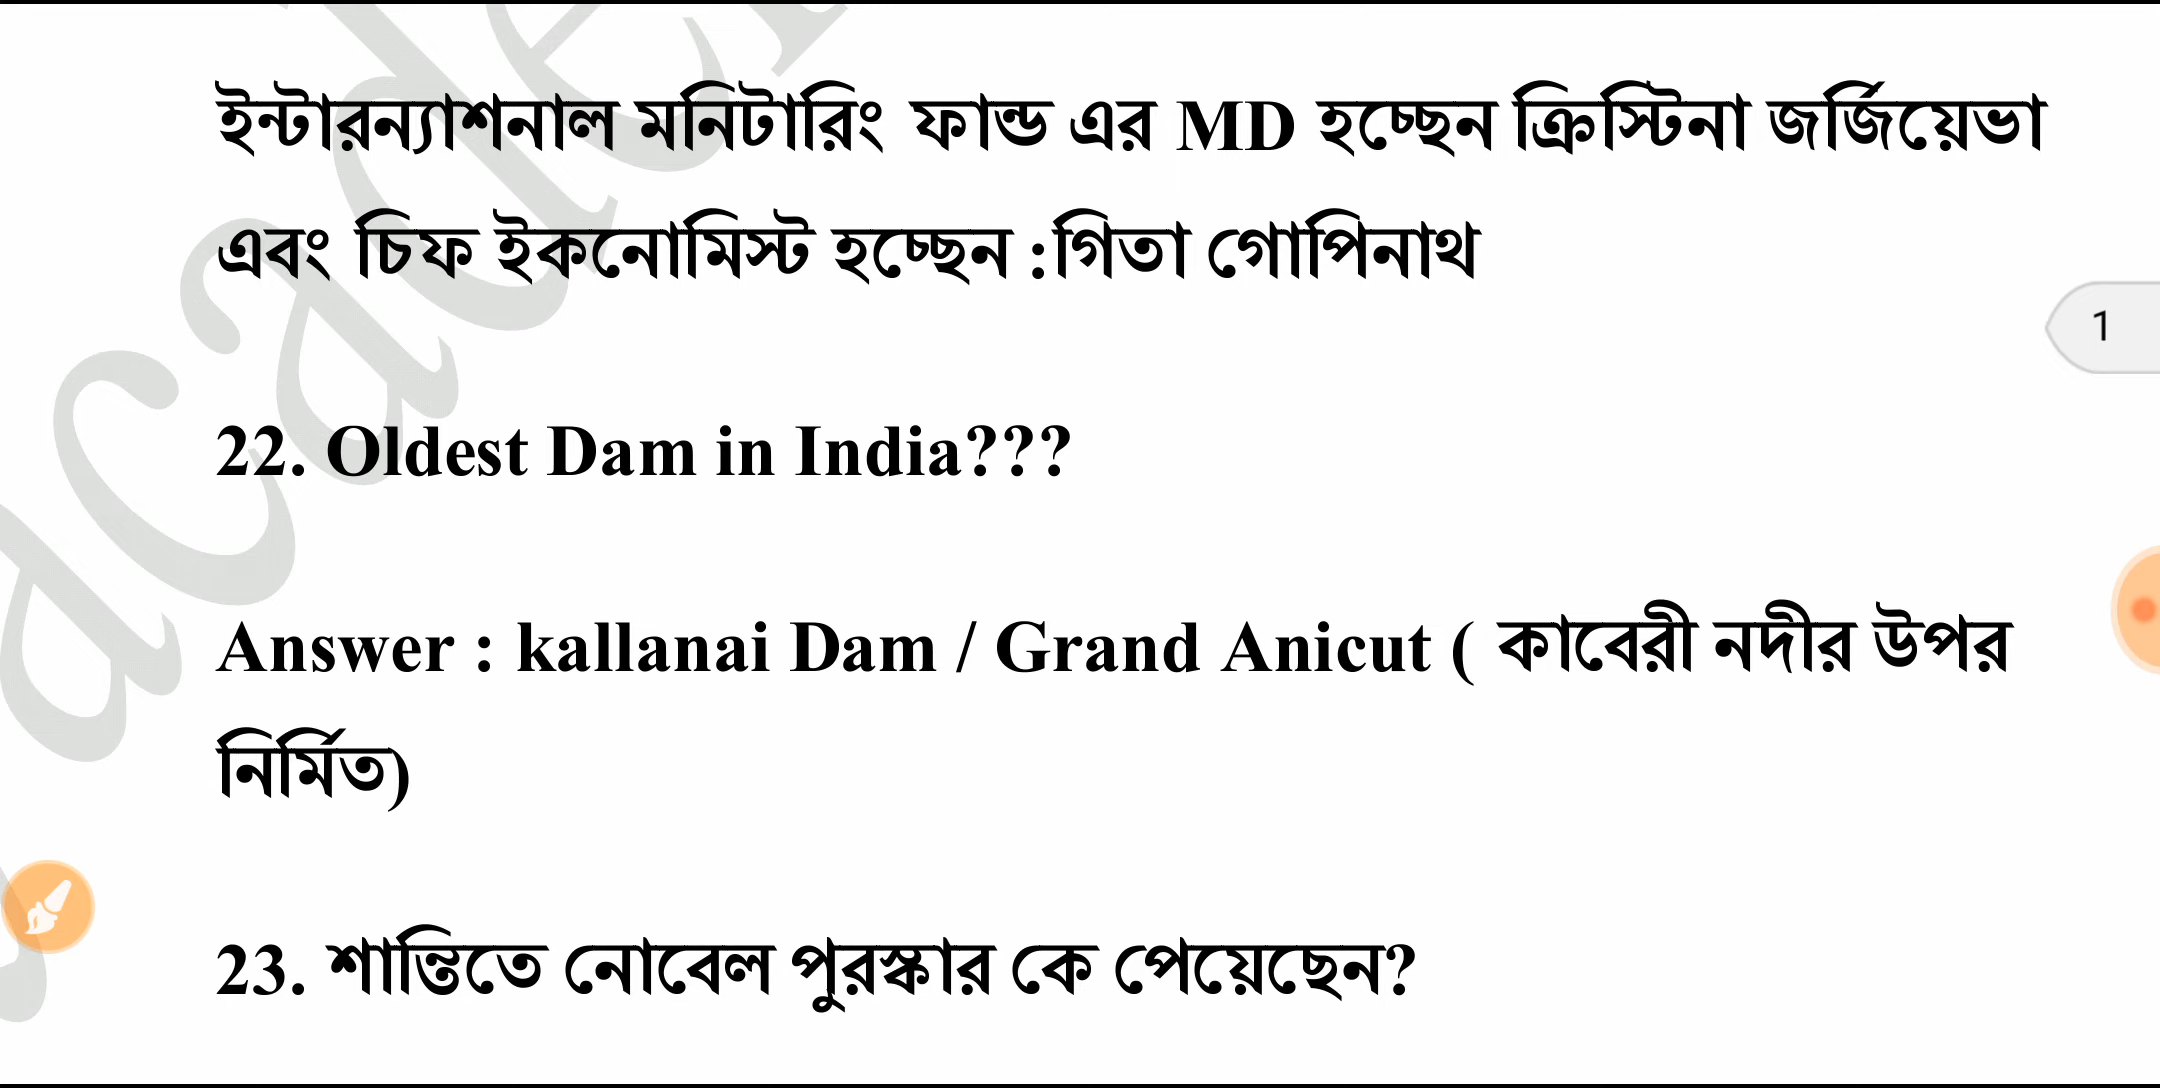 ইন্টারন্যাশনাল মনিটারিং ফান্ড এর MD হচ্ছেন ক্রিস্টিনা জর্জিয়েভা
এবং চিফ ইকনোমিস্ট হচ্ছেন :গিতা গোপিনাথ
1
22. Oldest Dam in India???
Answer : kallanai Dam / Grand Anicut ( কাবেরী নদীর উপর
নির্মিত)
23. শান্তিতে নোবেল পুরস্কার কে পেয়েছেন?